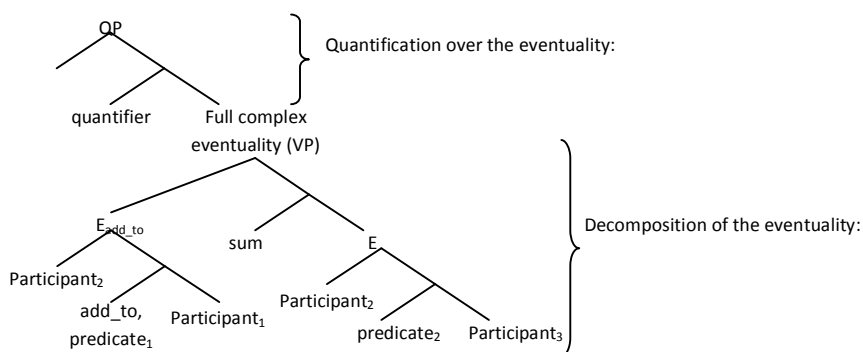 QP
Quantification over the eventuality:
quantifier
Full complex
eventuality (VP)
E add_to
sum
E
Decomposition of the eventuality:
Participant₂
add_to,
predicate₁
Participant₁
Participant₂
predicate₂
Participant₃